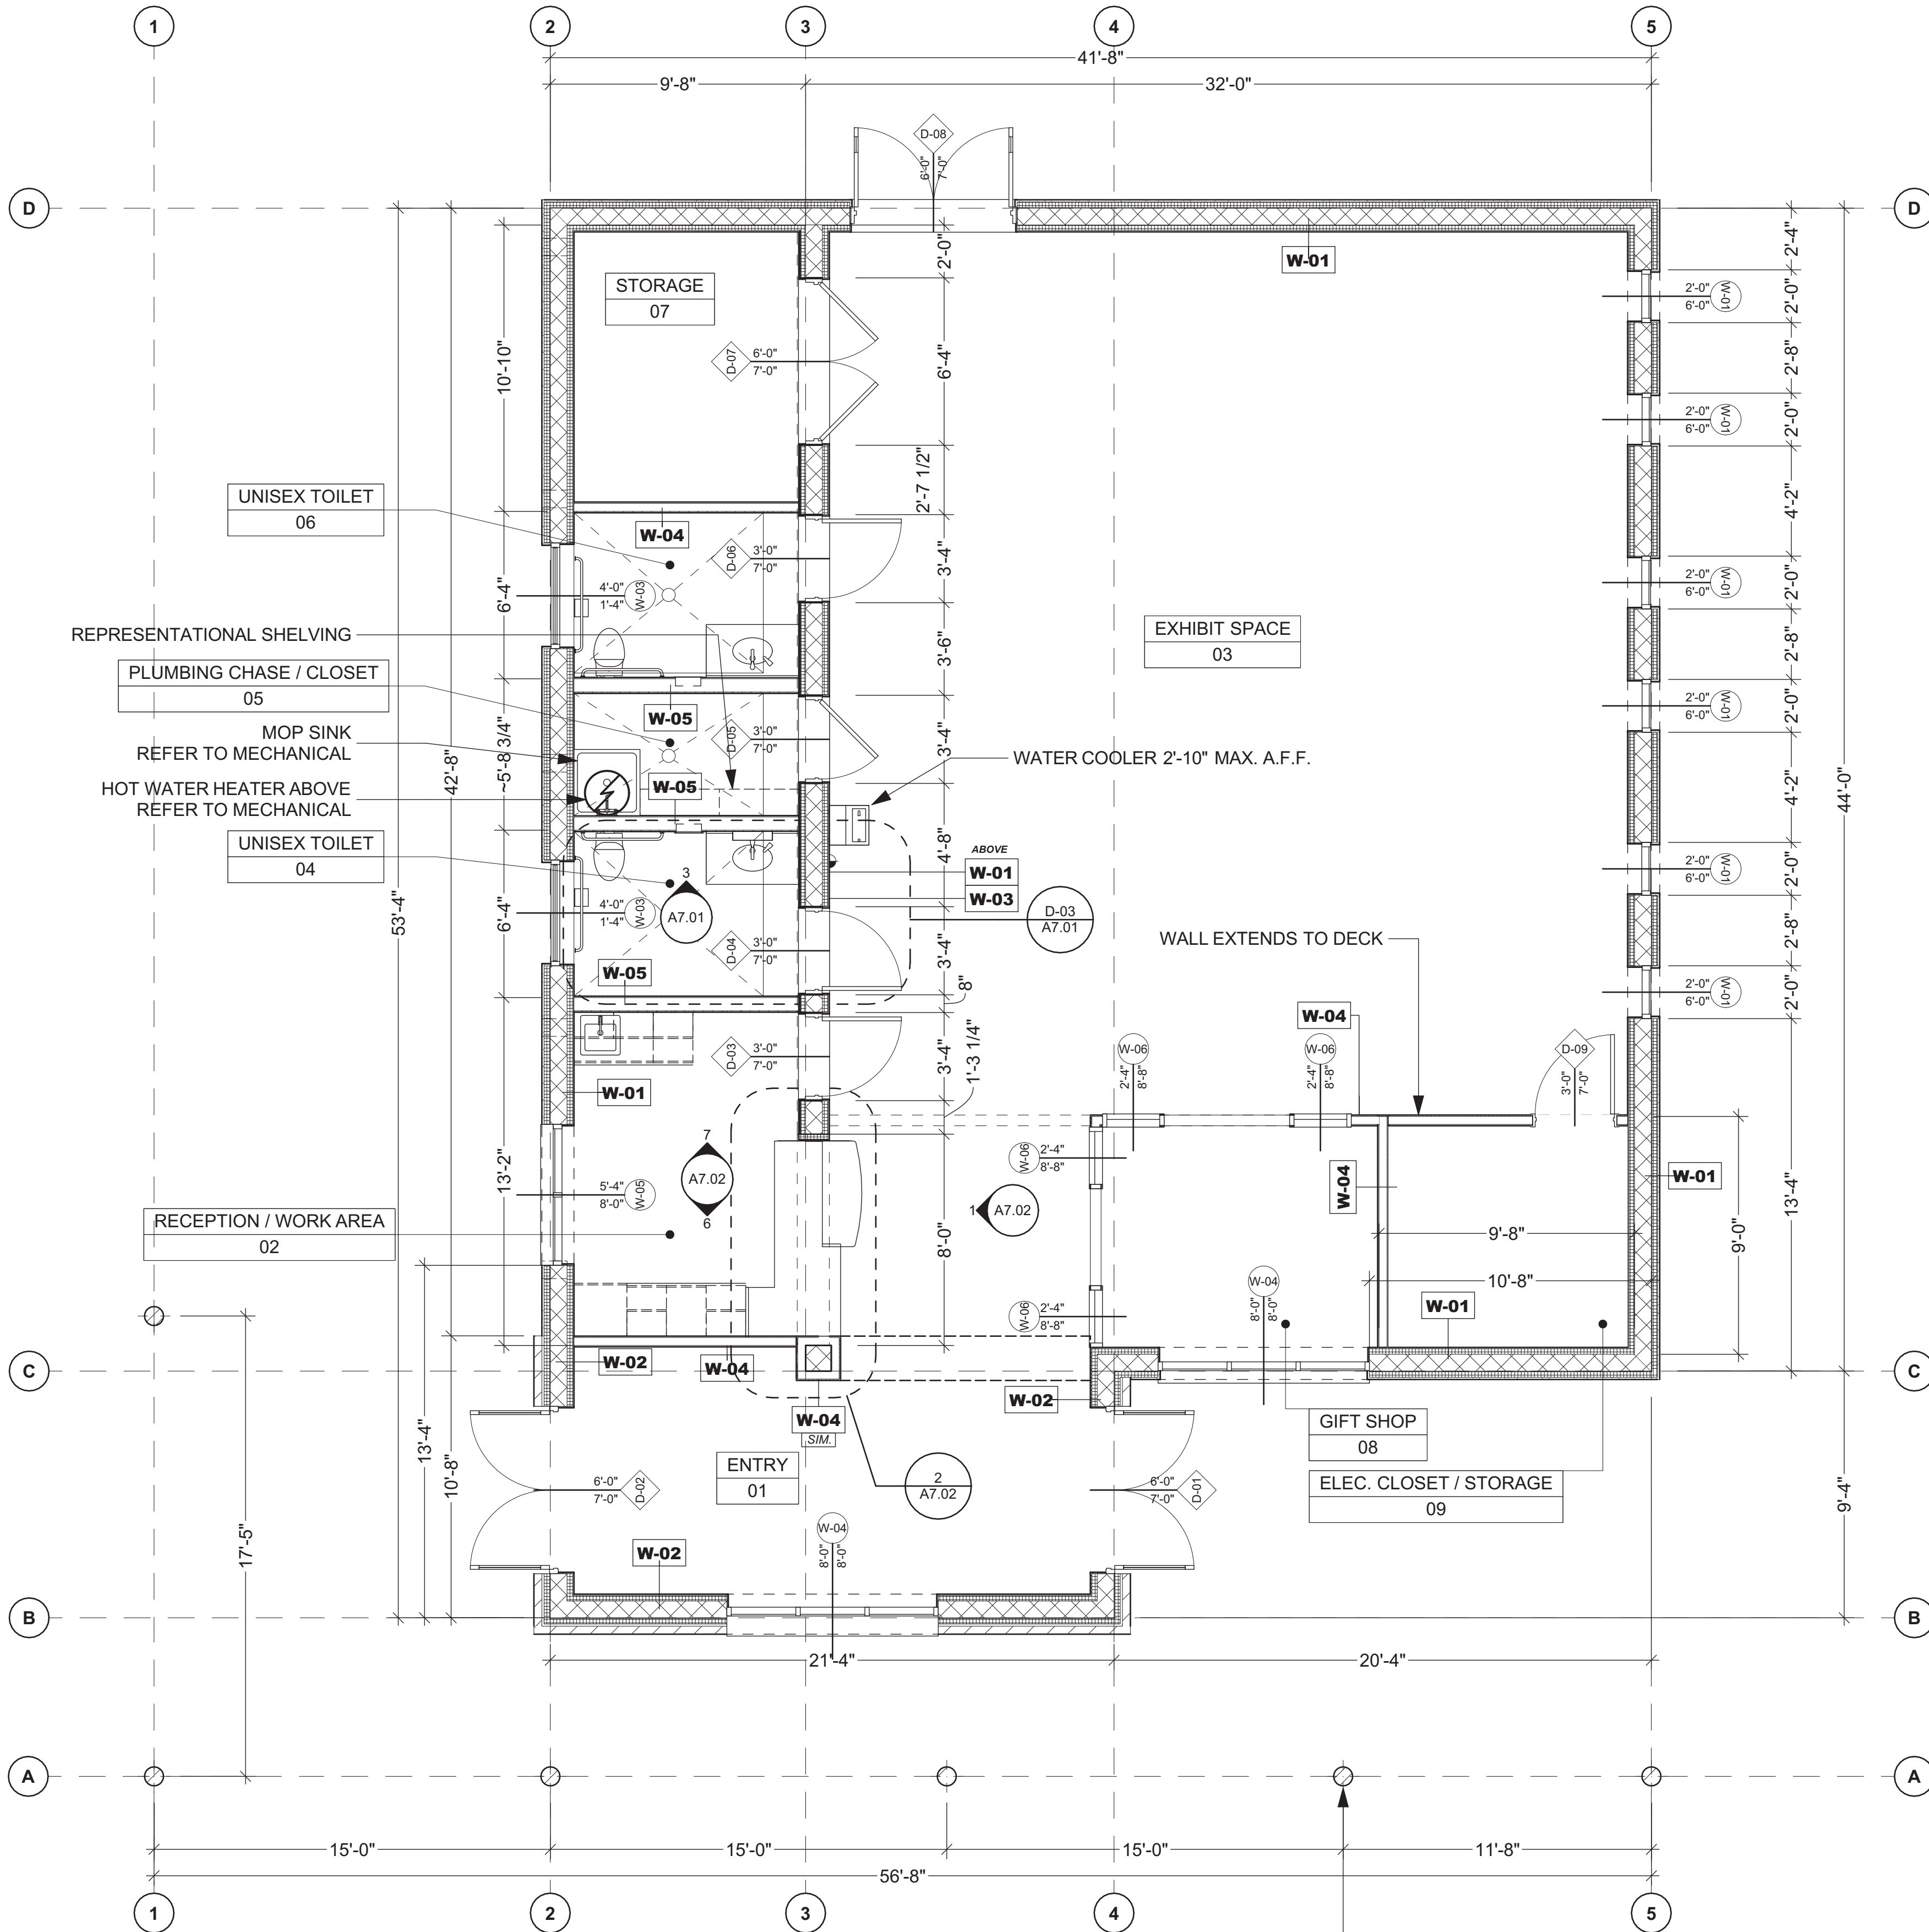 1
2
3
4
5
41'-8"
9'-8"
32'-0"
D-08
6'-0"
7'-0"
D
D
W-01
STORAGE
07
2'-0"
2'-4"
2'-0"
6'-0"
W-01
2'-0"
2'-8"
D-07
6'-0"
7'-0"
6'-4"
10'-10"
2'-0"
6'-0"
W-01
2'-0"
2'-7 1/2"
4'-2"
UNISEX TOILET
06
W-04
D-06
3'-0"
7'-0"
3'-4"
4'-0"
1'-4"
W-03
6'-4"
2'-0"
6'-0"
W-01
2'-0"
REPRESENTATIONAL SHELVING
EXHIBIT SPACE
03
3'-6"
2'-8"
PLUMBING CHASE / CLOSET
05
W-05
2'-0"
6'-0"
W-01
2'-0"
MOP SINK
REFER TO MECHANICAL
D-05
3'-0"
7'-0"
3'-4"
42'-8"
~5'-8 3/4"
WATER COOLER 2'-10" MAX. A.F.F.
HOT WATER HEATER ABOVE
REFER TO MECHANICAL
W-05
4'-2"
44'-0"
UNISEX TOILET
04
4'-8"
ABOVE
W-01
W-03
2'-0"
6'-0"
W-01
2'-0"
3
A7.01
4'-0"
1'-4"
W-03
6'-4"
53'-4"
D-03
A7.01
D-04
3'-0"
7'-0"
3'-4"
WALL EXTENDS TO DECK
2'-8"
W-05
8"
2'-0"
6'-0"
W-01
2'-0"
W-04
D-03
3'-0"
7'-0"
3'-4"
1'-3 1/4"
W-06
2'-4"
8'-8"
W-06
2'-4"
8'-8"
D-09
3'-0"
7'-0"
W-01
7
A7.02
6
13'-2"
5'-4"
8'-0"
W-05
W-06
2'-4"
8'-8"
W-04
W-01
13'-4"
1
A7.02
RECEPTION / WORK AREA
02
8'-0"
9'-8"
9'-0"
10'-8"
W-04
8'-0"
8'-0"
W-01
W-06
2'-4"
8'-8"
C
C
W-02
W-04
W-02
W-04
SIM.
GIFT SHOP
08
13'-4"
10'-8"
ENTRY
01
2
A7.02
ELEC. CLOSET / STORAGE
09
6'-0"
7'-0"
D-02
6'-0"
7'-0"
D-01
9'-4"
17'-5"
W-04
8'-0"
8'-0"
W-02
B
B
21'-4"
20'-4"
A
A
15'-0"
15'-0"
15'-0"
11'-8"
56'-8"
1
2
3
4
5